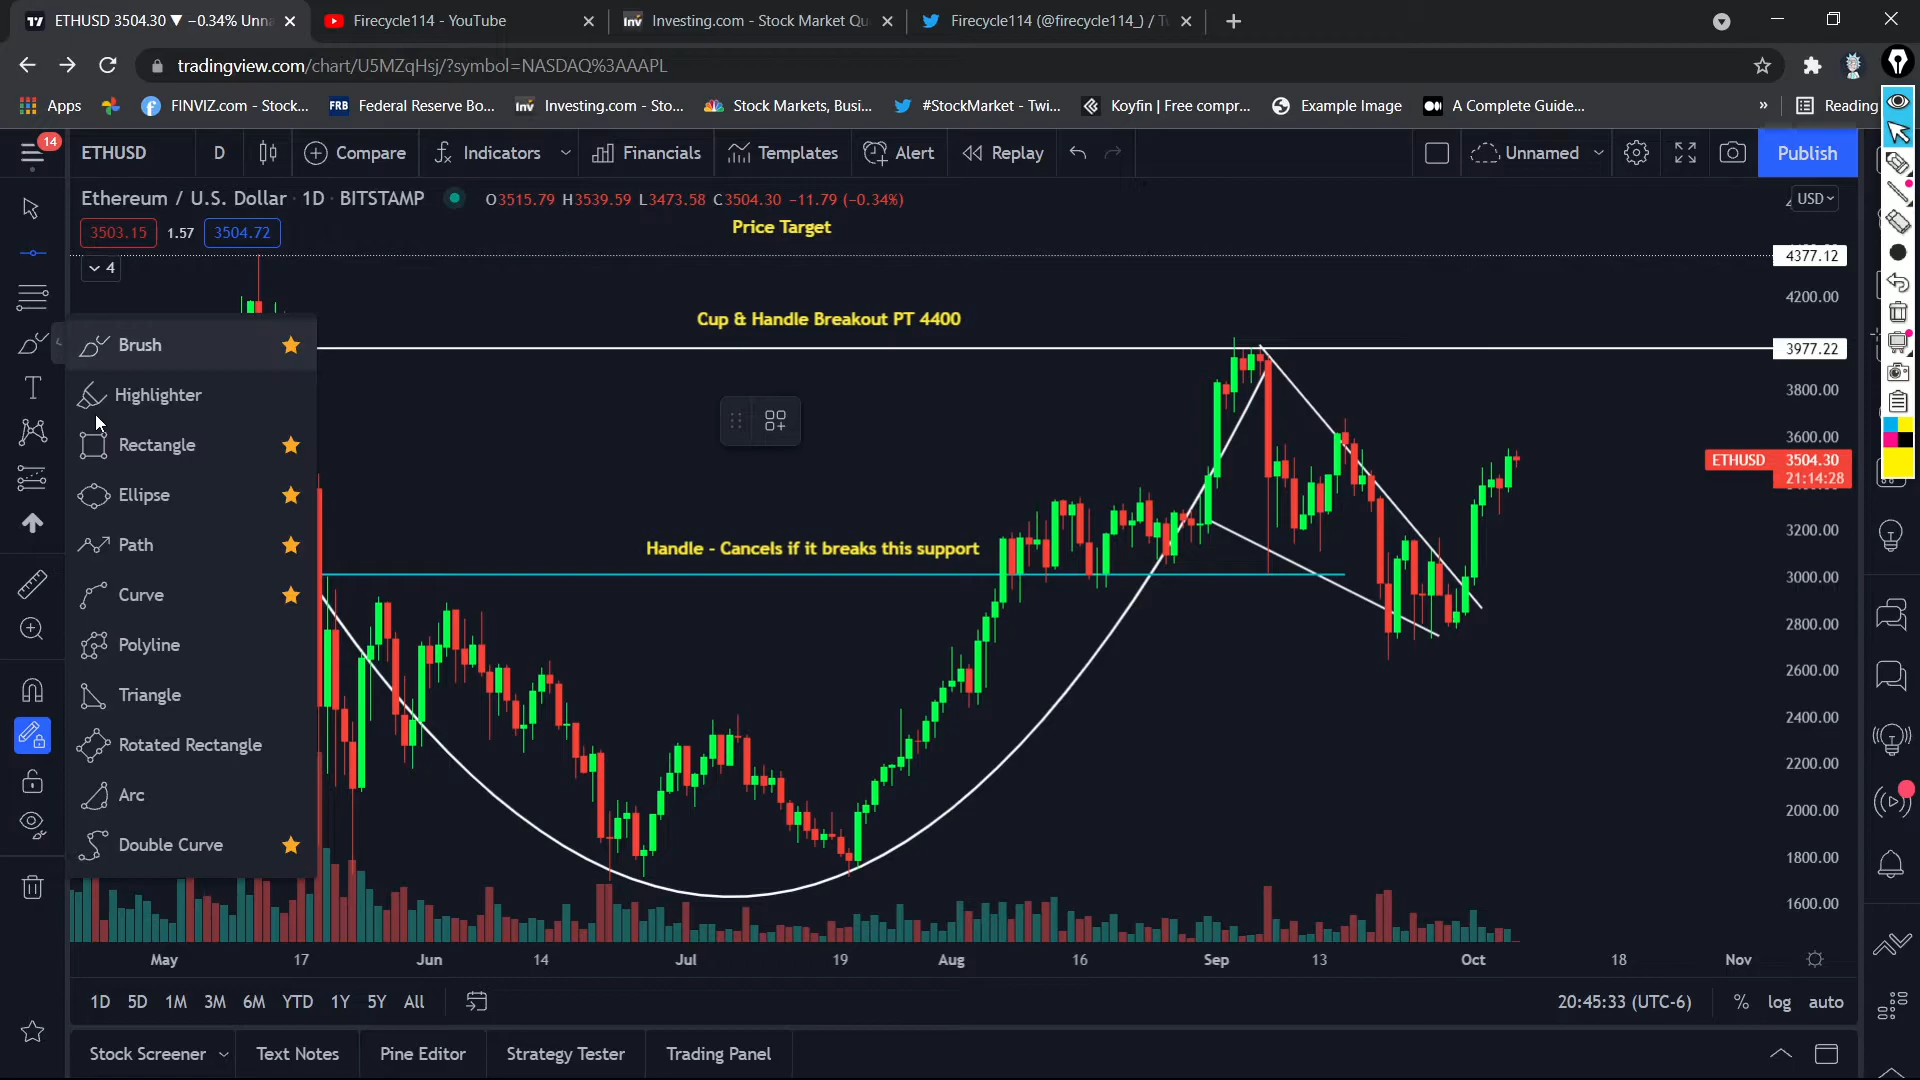 ETHUSD 3504.30 ▼ −0.34% Unna
Firecycle114 - YouTube
Investing.com - Stock Market Qu
Firecycle114 (@firecycle114_) / T
tradingview.com/chart/U5MZqHsj/?symbol=NASDAQ%3AAAPL
Apps
FINVIZ.com - Stock...
FRB Federal Reserve Bo...
Inv Investing.com - Sto...
Stock Markets, Busi...
#StockMarket - Twi...
Koyfin | Free compr...
Example Image
A Complete Guide...
»
Reading
14
ETHUSD
D
Compare
Indicators
Financials
Templates
Alert
Replay
Unnamed
Publish
Ethereum / U.S. Dollar · 1D · BITSTAMP
O3515.79 H3539.59 L3473.58 C3504.30 −11.79 (−0.34%)
USD
3503.15 1.57 3504.72
Price Target
4377.12
4
4200.00
Cup & Handle Breakout PT 4400
3977.22
3800.00
3600.00
ETHUSD 3504.30
21:14:28
3200.00
Handle - Cancels if it breaks this support
3000.00
2800.00
2600.00
2400.00
2200.00
2000.00
1800.00
1600.00
Brush
Highlighter
Rectangle
Ellipse
Path
Curve
Polyline
Triangle
Rotated Rectangle
Arc
Double Curve
May 17 Jun 14 Jul 19 Aug 16 Sep 13 Oct 18 Nov
1D 5D 1M 3M 6M YTD 1Y 5Y All
20:45:33 (UTC-6)
% log auto
Stock Screener
Text Notes
Pine Editor
Strategy Tester
Trading Panel